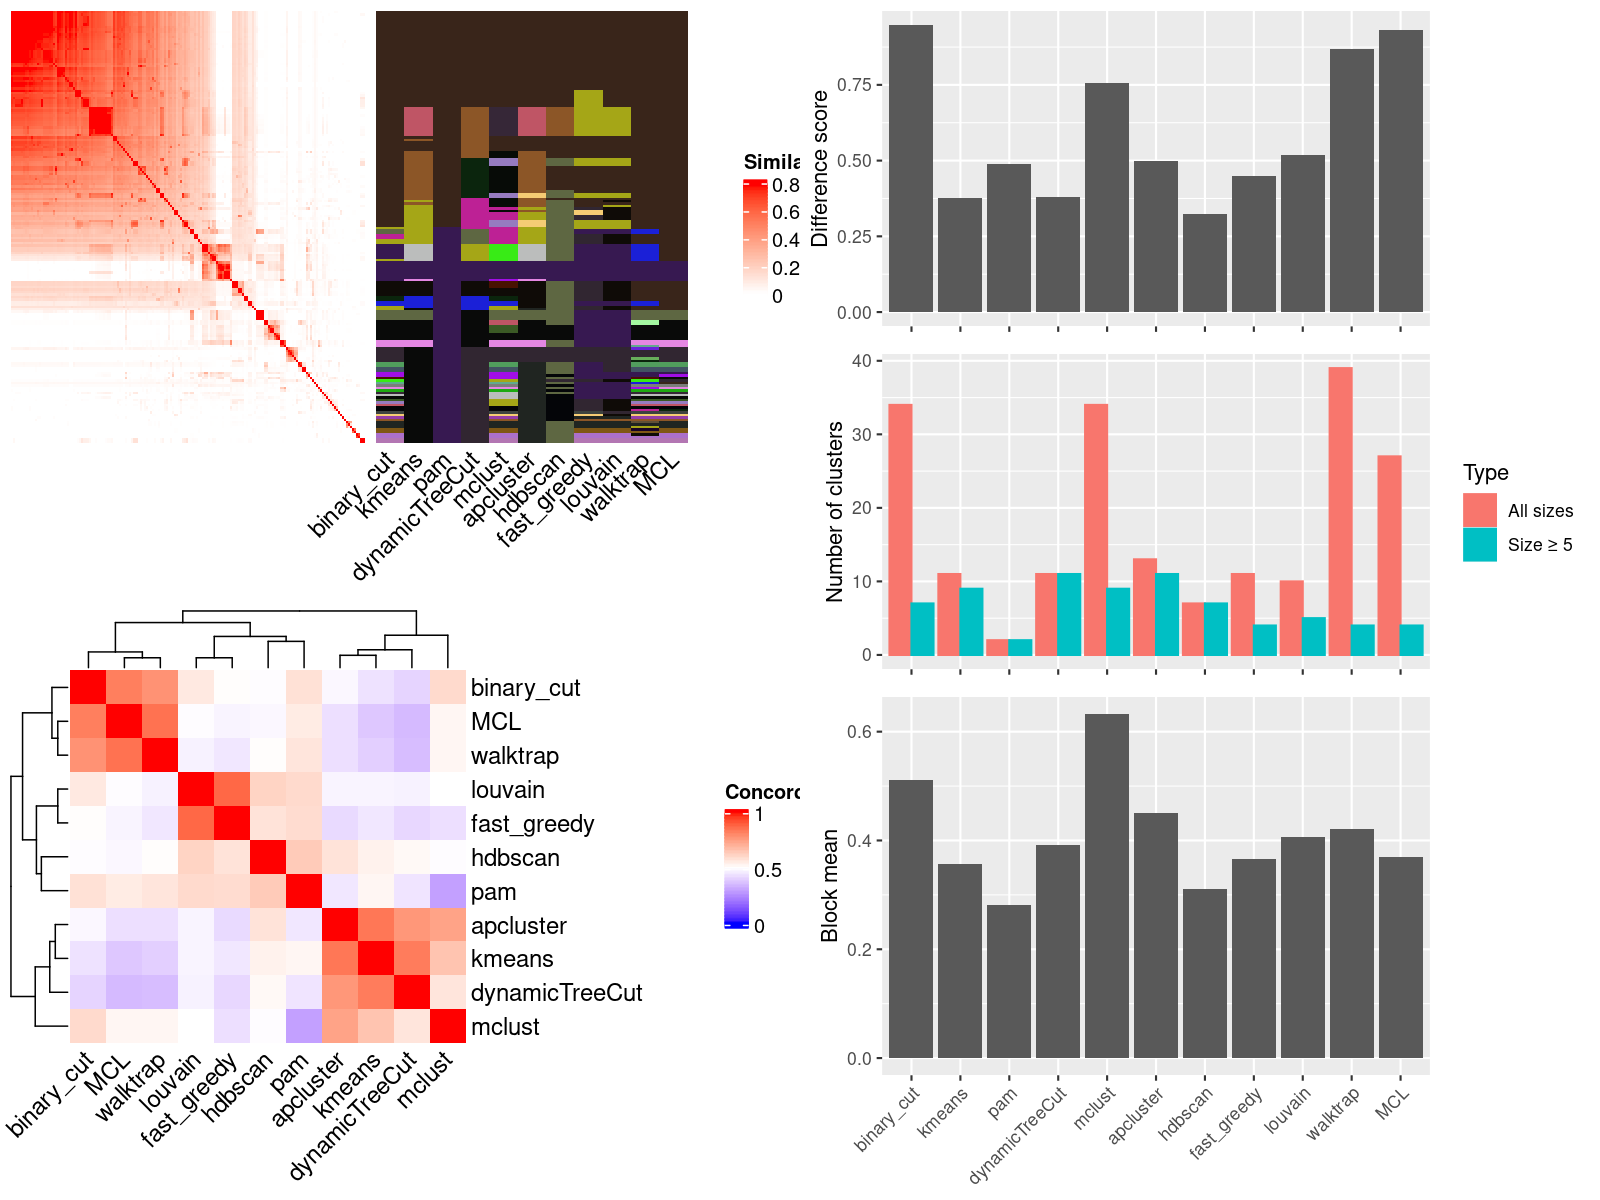 Simila
0.8
0.6
0.4
0.2
0
binary_cut
kmeans
pam
dynamicTreeCut
mclust
apcluster
hdbscan
fast_greedy
louvain
walktrap
MCL
binary_cut
MCL
walktrap
louvain
fast_greedy
hdbscan
pam
apcluster
kmeans
dynamicTreeCut
mclust
binary_cut
MCL
walktrap
louvain
fast_greedy
hdbscan
pam
apcluster
kmeans
dynamicTreeCut
mclust
Concord
1
0.5
0
Difference score
0.75
0.50
0.25
0.00
Number of clusters
40
30
20
10
0
Type
All sizes
Size ≥ 5
Block mean
0.6
0.4
0.2
0.0
binary_cut
kmeans
pam
dynamicTreeCut
mclust
apcluster
hdbscan
fast_greedy
louvain
walktrap
MCL